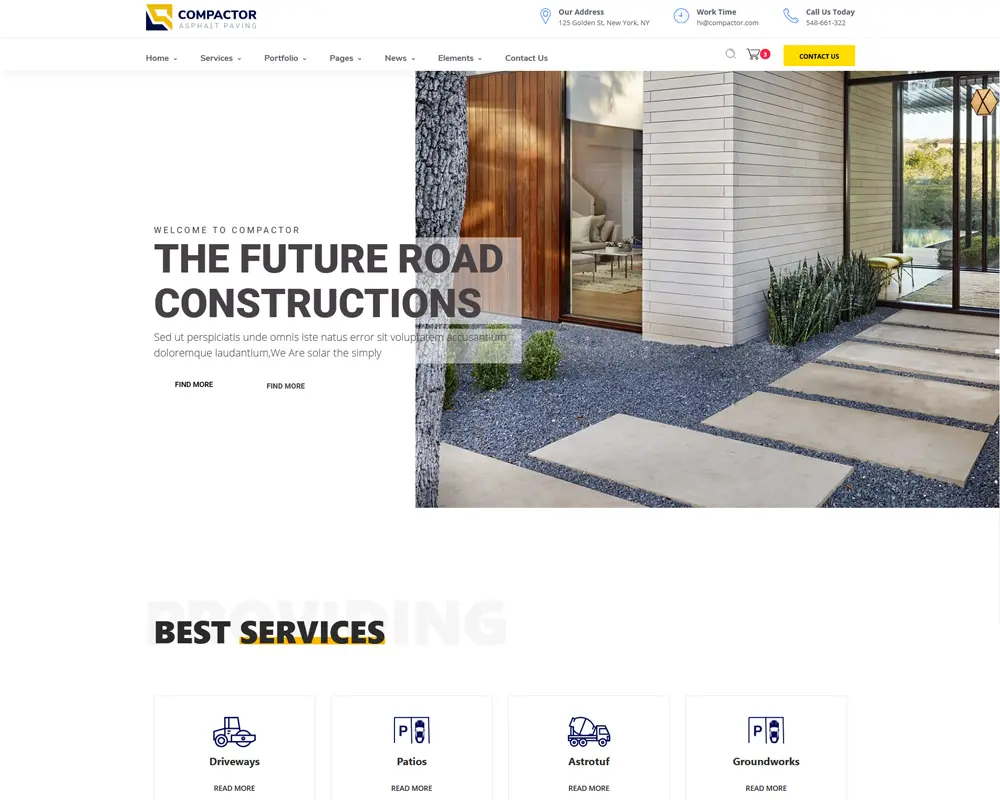 COMPACTOR
ASPHALT PAVING
Our Address
125 Golden St, New York, NY
Work Time
hi@compactor.com
Call Us Today
548-661-322
Home
Services
Portfolio
Pages
News
Elements
Contact Us
3
CONTACT US
WELCOME TO COMPACTOR
THE FUTURE ROAD
CONSTRUCTIONS
Sed ut perspiciatis unde omnis iste natus error sit voluptatem accusantium
doloremque laudantium,We Are solar the simply
FIND MORE
FIND MORE
PROVIDING
BEST SERVICES
P
P
Driveways
Patios
Astrotuf
Groundworks
READ MORE
READ MORE
READ MORE
READ MORE